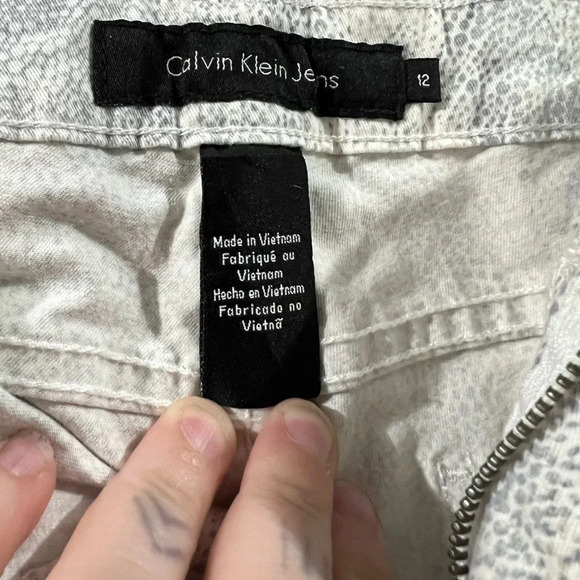 Calvin Klein Jeans
12
Made in Vietnam
Fabriqué au
Vietnam
Hecho en Vietnam
Fabricado no
Vietnã